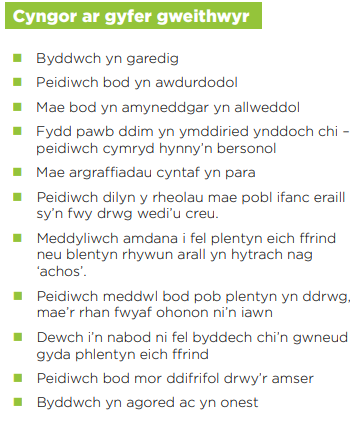 Cyngor ar gyfer gweithwyr
Byddwch yn garedig
Peidiwch bod yn awdurdodol
Mae bod yn amyneddgar yn allweddol
Fydd pawb ddim yn ymddiried ynddoch chi –
peidiwch cymryd hynny'n bersonol
Mae argraffiadau cyntaf yn para
Peidiwch dilyn y rheolau mae pobl ifanc eraill
sy'n fwy drwg wedi'u creu.
Meddyliwch amdana i fel plentyn eich ffrind
neu blentyn rhywun arall yn hytrach nag
'achos'.
Peidiwch meddwl bod pob plentyn yn ddrwg,
mae'r rhan fwyaf ohonon ni'n iawn
Dewch i'n nabod ni fel byddech chi'n gwneud
gyda phlentyn eich ffrind
Peidiwch bod mor ddifrifol drwy'r amser
Byddwch yn agored ac yn onest